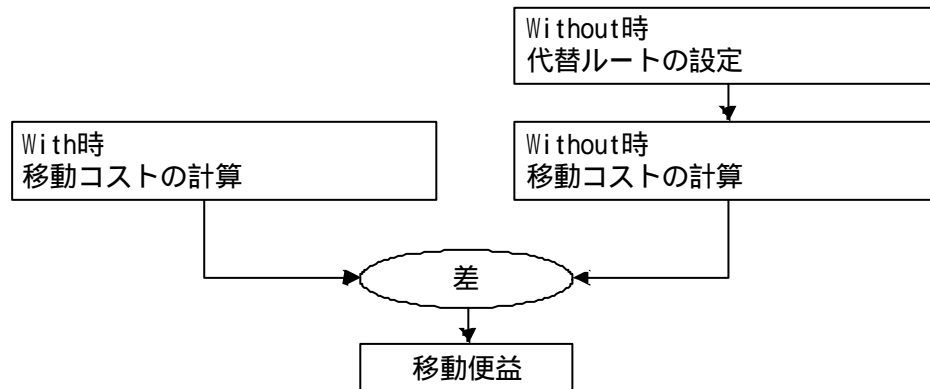 Without時
代替ルートの設定
With時
移動コストの計算
Without時
移動コストの計算
差
移動便益